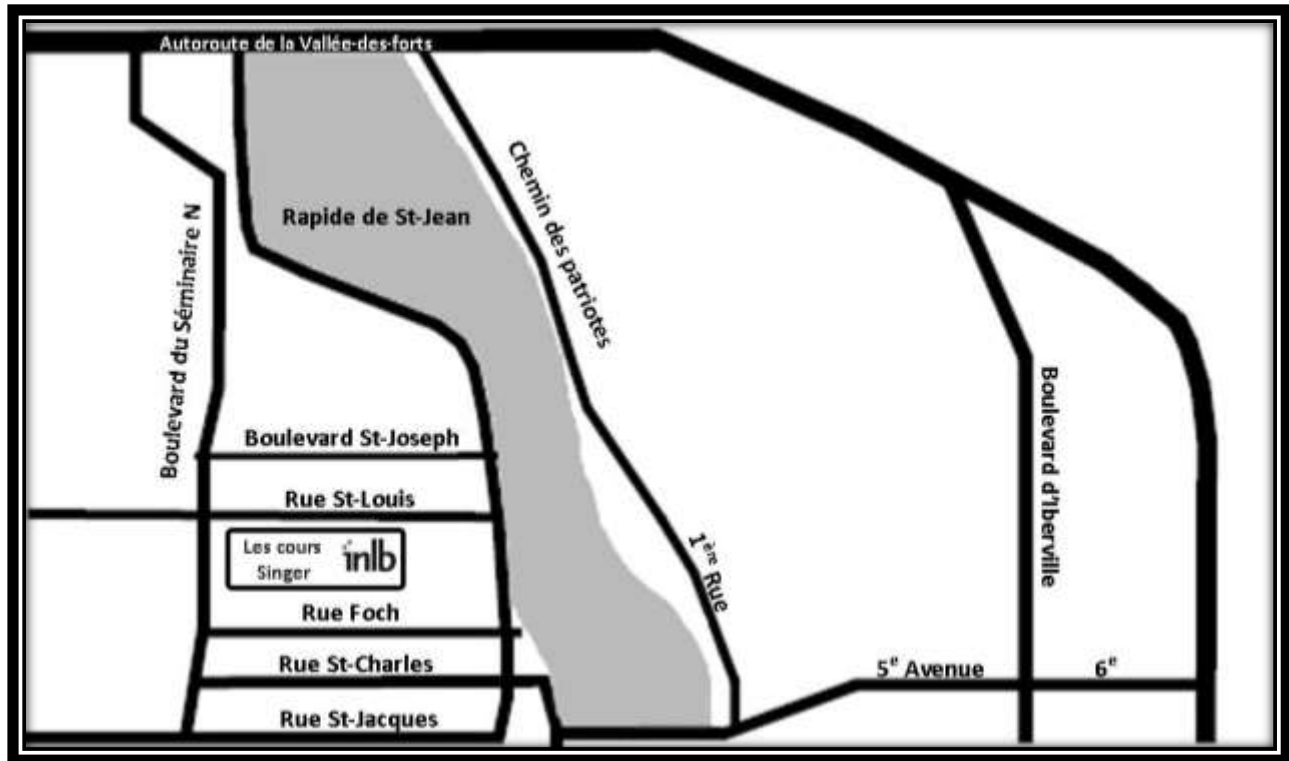 Autoroute de la Vallée-des-forts
Chemin des patriotes
Rapide de St-Jean
Boulevard du Séminaire N
Boulevard St-Joseph
Rue St-Louis
Les cours
Singer
inlb
Rue Foch
Rue St-Charles
Rue St-Jacques
1ère Rue
Boulevard d'Iberville
5e Avenue
6e